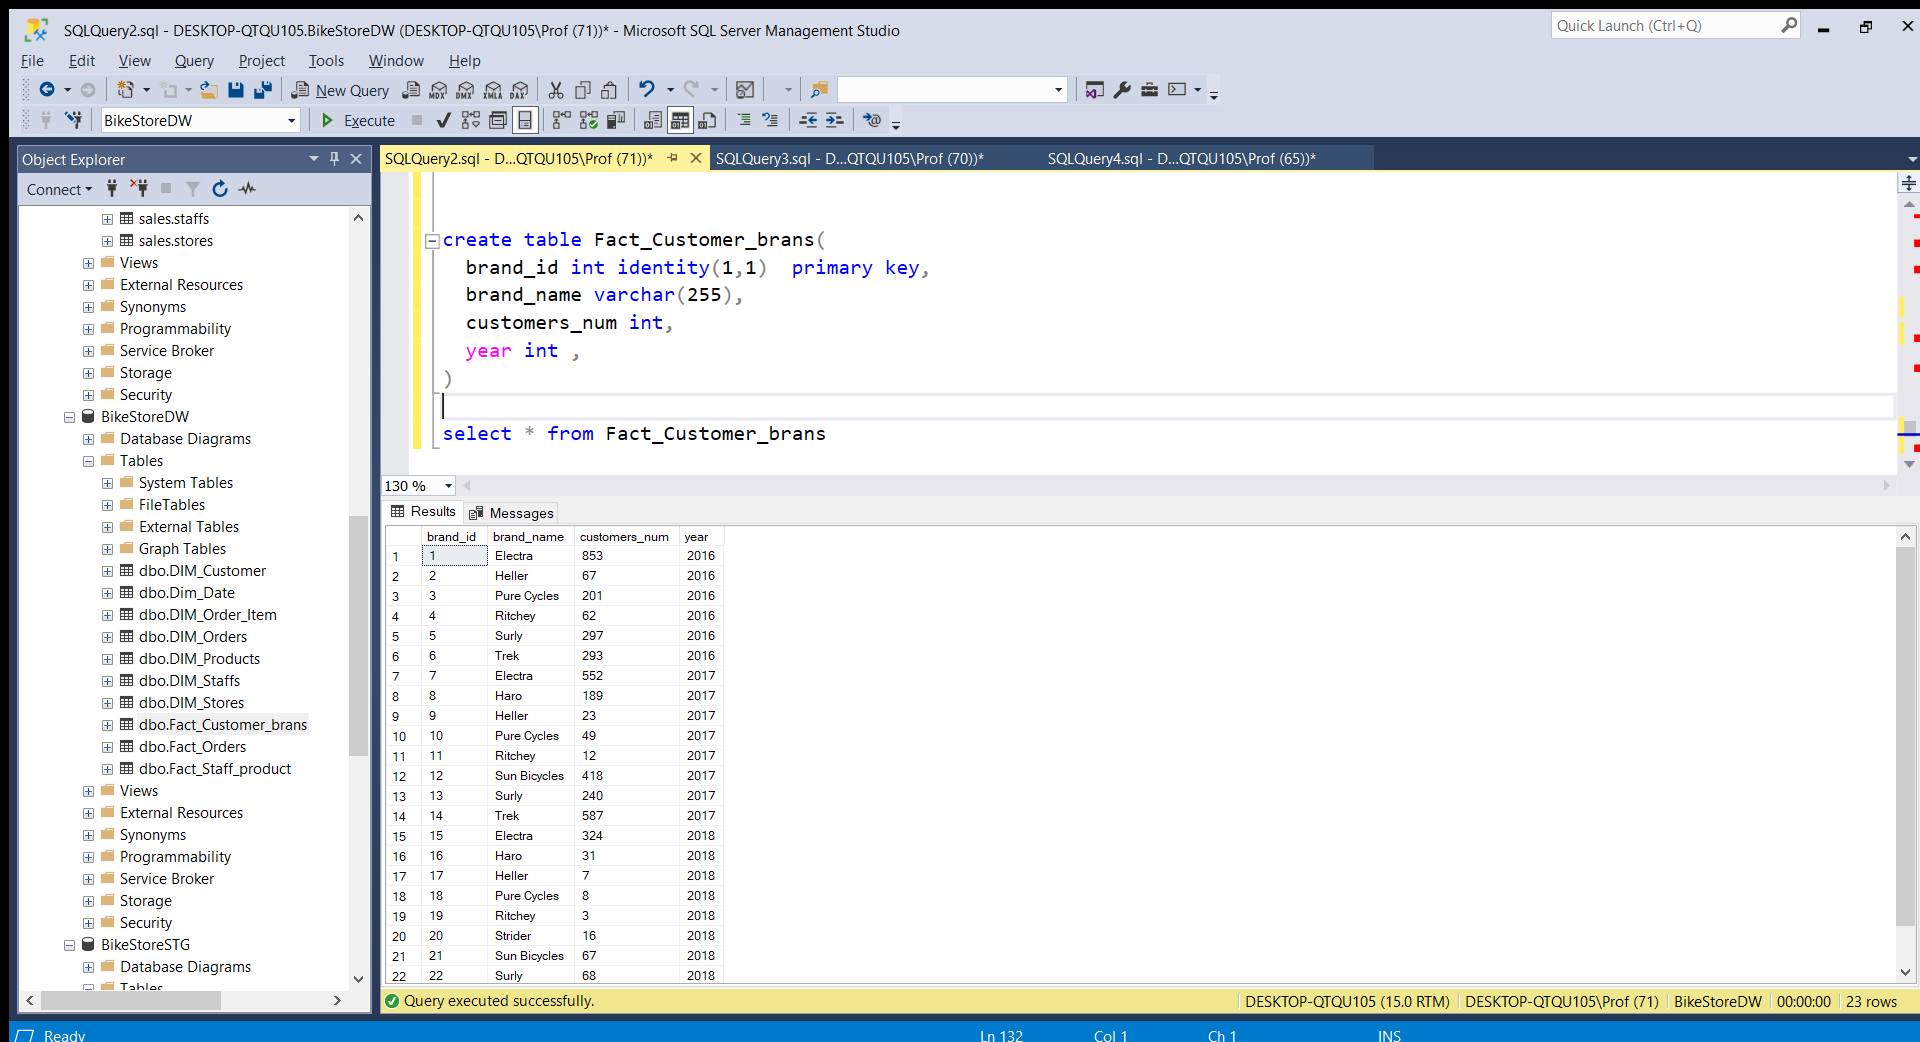 SQLQuery2.sql - DESKTOP-QTQU105.BikeStoreDW (DESKTOP-QTQU105\Prof (71))* - Microsoft SQL Server Management Studio
Quick Launch (Ctrl+Q)
File Edit View Query Project Tools Window Help
New Query MDX DMX XMLA DAX
BikeStoreDW Execute
Object Explorer
Connect
sales.staffs
sales.stores
Views
External Resources
Synonyms
Programmability
Service Broker
Storage
Security
BikeStoreDW
Database Diagrams
Tables
System Tables
FileTables
External Tables
Graph Tables
dbo.DIM_Customer
dbo.Dim_Date
dbo.DIM_Order_Item
dbo.DIM_Orders
dbo.DIM_Products
dbo.DIM_Staffs
dbo.DIM_Stores
dbo.Fact_Customer_brans
dbo.Fact_Orders
dbo.Fact_Staff_product
Views
External Resources
Synonyms
Programmability
Service Broker
Storage
Security
BikeStoreSTG
Database Diagrams
Tables
SQLQuery2.sql - D...QTQU105\Prof (71))* SQLQuery3.sql - D...QTQU105\Prof (70))* SQLQuery4.sql - D...QTQU105\Prof (65))*
create table Fact_Customer_brans(
brand_id int identity(1,1) primary key,
brand_name varchar(255),
customers_num int,
year int ,
)
select * from Fact_Customer_brans
130 %
Results Messages
brand_id brand_name customers_num year
1 1 Electra 853 2016
2 2 Heller 67 2016
3 3 Pure Cycles 201 2016
4 4 Ritchey 62 2016
5 5 Surly 297 2016
6 6 Trek 293 2016
7 7 Electra 552 2017
8 8 Haro 189 2017
9 9 Heller 23 2017
10 10 Pure Cycles 49 2017
11 11 Ritchey 12 2017
12 12 Sun Bicycles 418 2017
13 13 Surly 240 2017
14 14 Trek 587 2017
15 15 Electra 324 2018
16 16 Haro 31 2018
17 17 Heller 7 2018
18 18 Pure Cycles 8 2018
19 19 Ritchey 3 2018
20 20 Strider 16 2018
21 21 Sun Bicycles 67 2018
22 22 Surly 68 2018
Query executed successfully. DESKTOP-QTQU105 (15.0 RTM) DESKTOP-QTQU105\Prof (71) BikeStoreDW 00:00:00 23 rows
Ready Ln 132 Col 1 Ch 1 INS